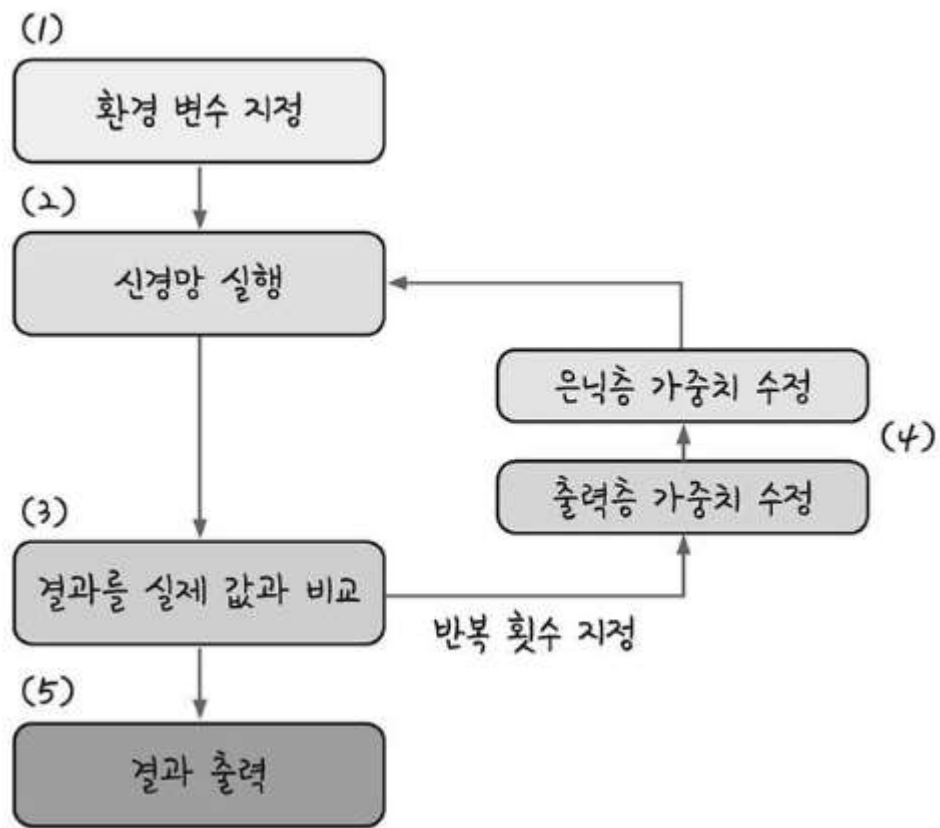 (1)
환경 변수 지정
(2)
신경망 실행
은닉층 가중치 수정
(4)
출력층 가중치 수정
(3)
결과를 실제 값과 비교
반복 횟수 지정
(5)
결과 출력